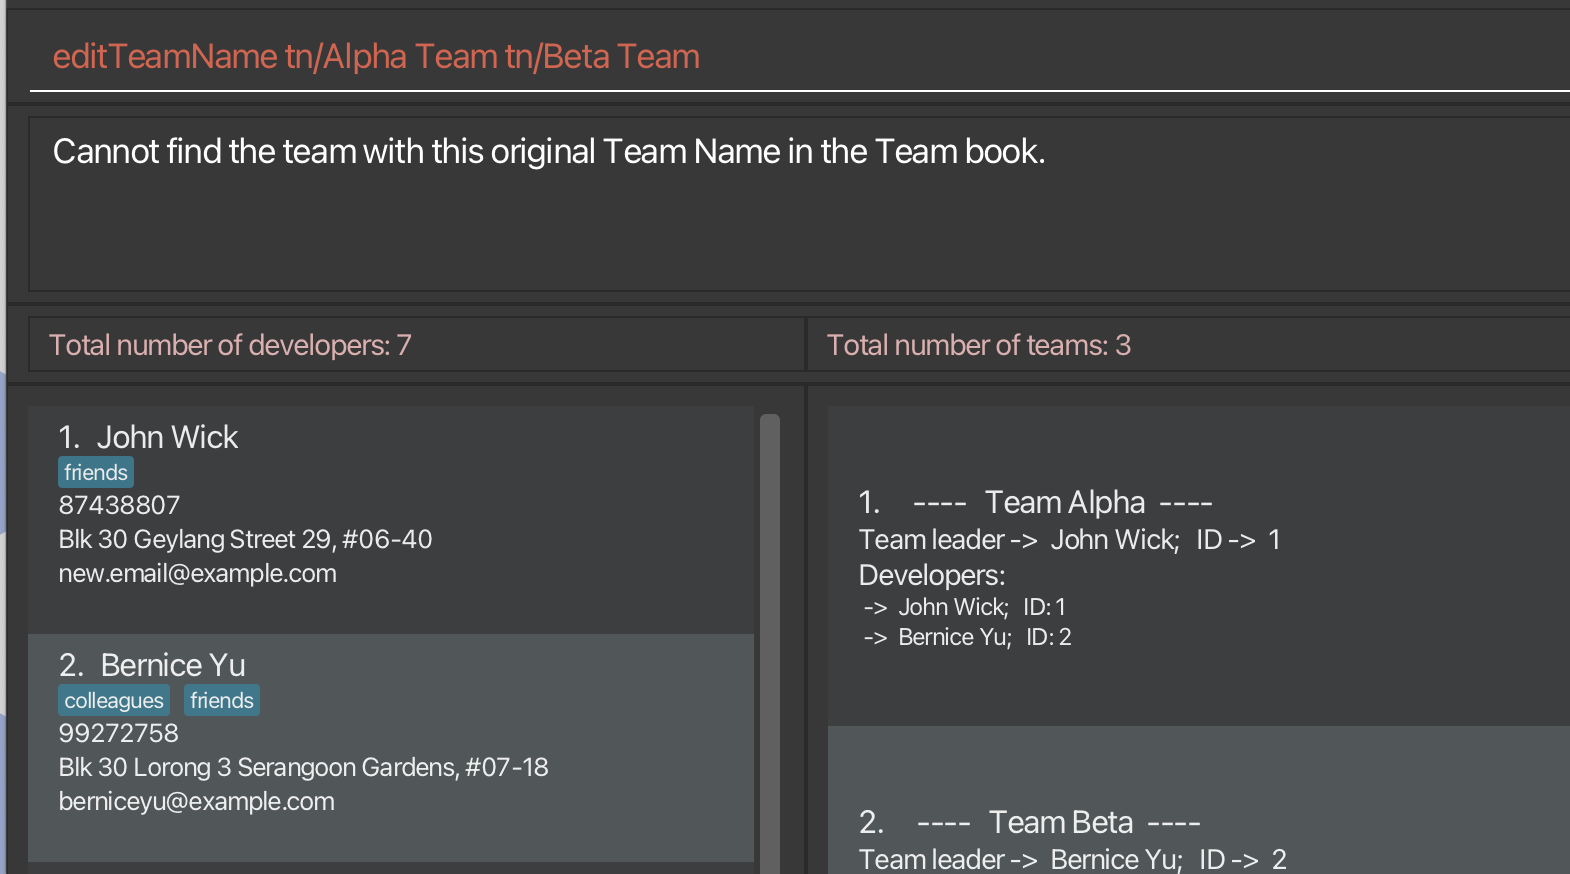 editTeamName tn/Alpha Team tn/Beta Team
Cannot find the team with this original Team Name in the Team book.
Total number of developers: 7
Total number of teams: 3
1. John Wick
friends
87438807
Blk 30 Geylang Street 29, #06-40
new.email@example.com
2. Bernice Yu
colleagues friends
99272758
Blk 30 Lorong 3 Serangoon Gardens, #07-18
berniceyu@example.com
1. ---- Team Alpha ----
Team leader -> John Wick; ID -> 1
Developers:
-> John Wick; ID: 1
-> Bernice Yu; ID: 2
2. ---- Team Beta ----
Team leader -> Bernice Yu; ID -> 2